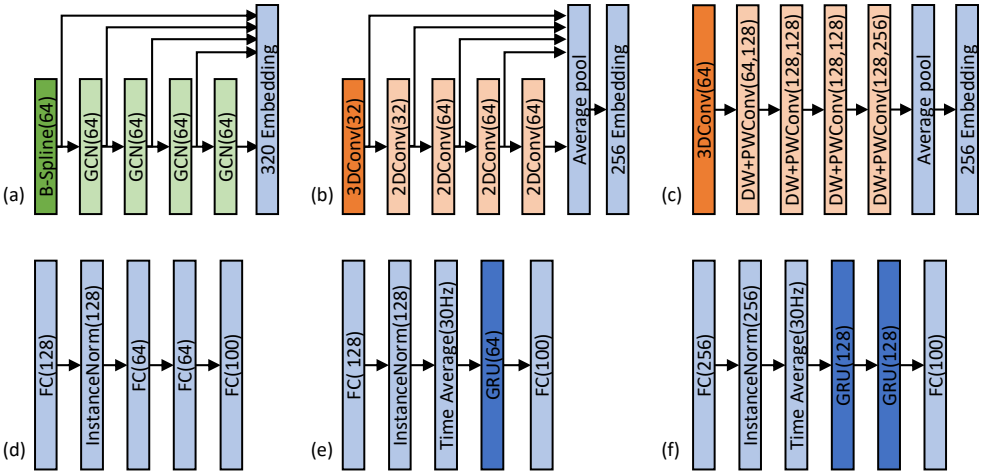 (a)
B-Spline(64)
GCN(64)
GCN(64)
GCN(64)
GCN(64)
320 Embedding
(b)
3DConv(32)
2DConv(32)
2DConv(64)
2DConv(64)
2DConv(64)
Average pool
256 Embedding
(c)
3DConv(64)
DW+PWConv(64,128)
DW+PWConv(128,128)
DW+PWConv(128,128)
DW+PWConv(128,256)
Average pool
256 Embedding
(d)
FC(128)
InstanceNorm(128)
FC(64)
FC(64)
FC(100)
(e)
FC( 128)
InstanceNorm(128)
Time Average(30Hz)
GRU(64)
FC(100)
(f)
FC(256)
InstanceNorm(256)
Time Average(30Hz)
GRU(128)
GRU(128)
FC(100)